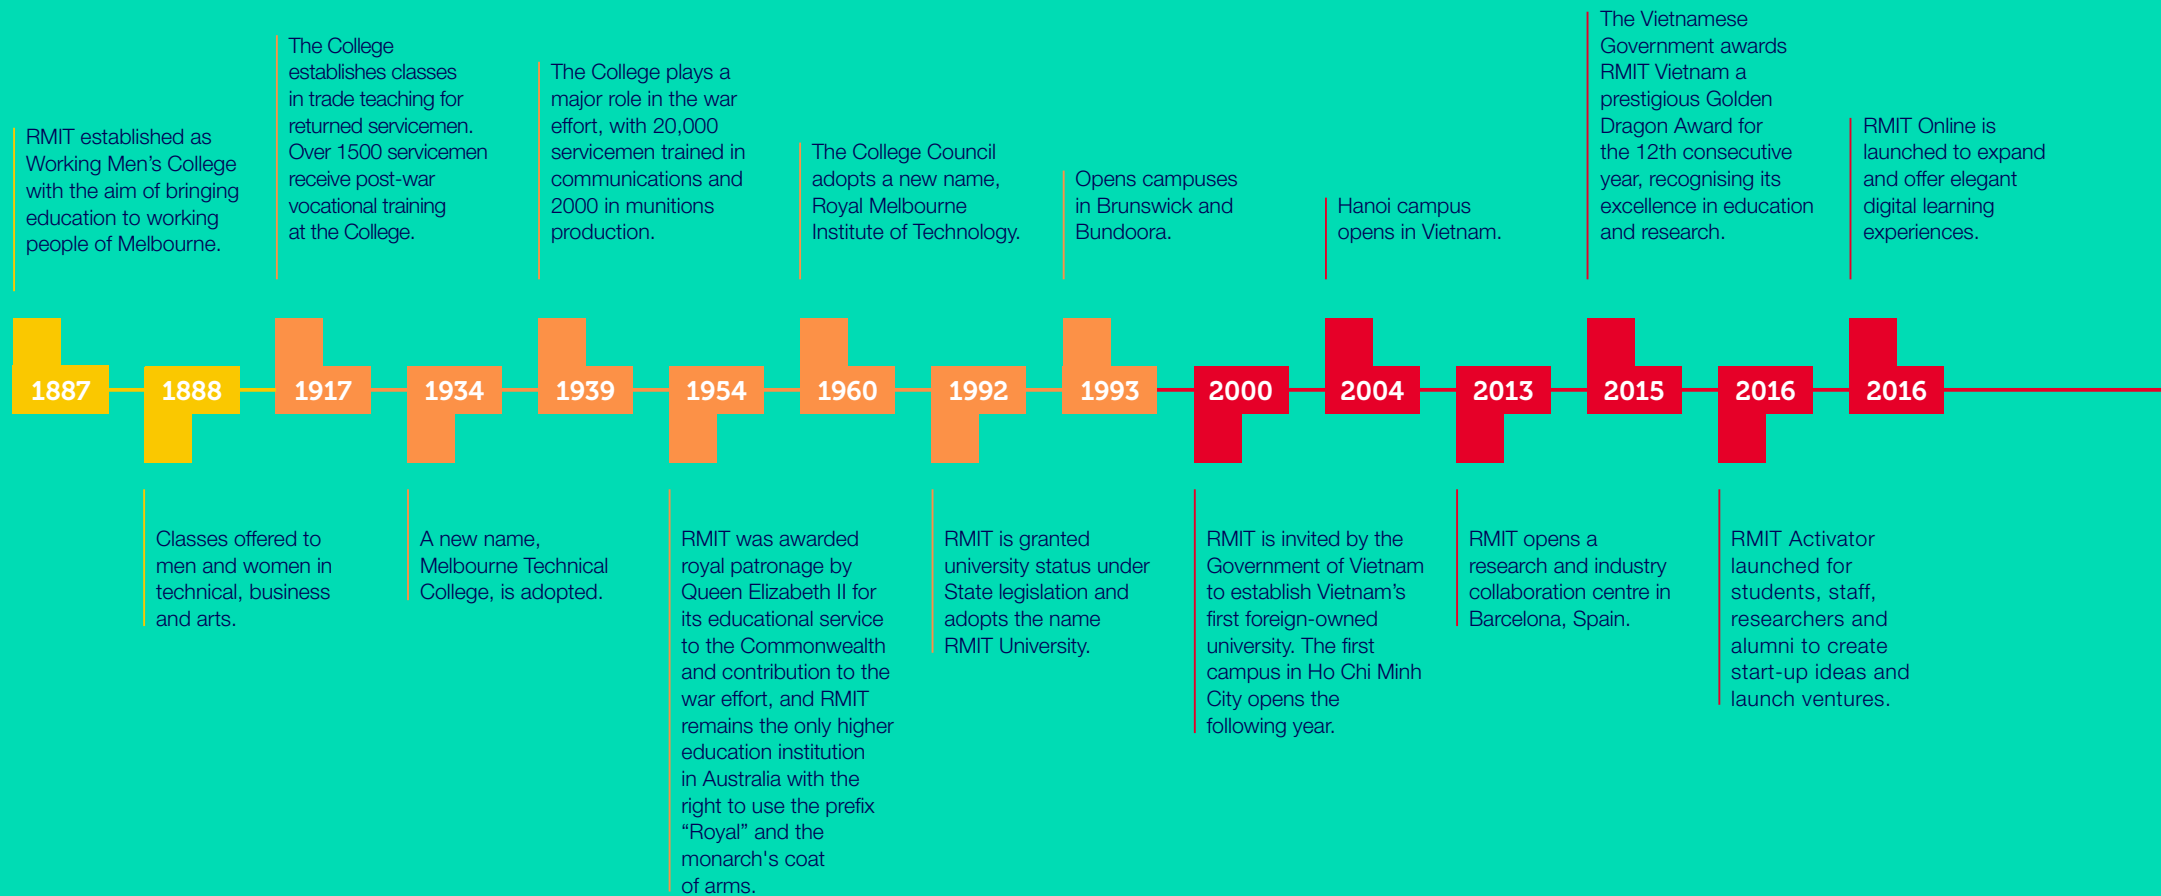 RMIT established as
Working Men's College
with the aim of bringing
education to working
people of Melbourne.
1887
1888
Classes offered to
men and women in
technical, business
and arts.
The College
establishes classes
in trade teaching for
returned servicemen.
Over 1500 servicemen
receive post-war
vocational training
at the College.
1917
1934
A new name,
Melbourne Technical
College, is adopted.
The College plays a
major role in the war
effort, with 20,000
servicemen trained in
communications and
2000 in munitions
production.
1939
1954
RMIT was awarded
royal patronage by
Queen Elizabeth II for
its educational service
to the Commonwealth
and contribution to the
war effort, and RMIT
remains the only higher
education institution
in Australia with the
right to use the prefix
“Royal” and the
monarch's coat
of arms.
The College Council
adopts a new name,
Royal Melbourne
Institute of Technology.
1960
1992
RMIT is granted
university status under
State legislation and
adopts the name
RMIT University.
Opens campuses
in Brunswick and
Bundoora.
1993
2000
RMIT is invited by the
Government of Vietnam
to establish Vietnam's
first foreign-owned
university. The first
campus in Ho Chi Minh
City opens the
following year.
Hanoi campus
opens in Vietnam.
2004
2013
RMIT opens a
research and industry
collaboration centre in
Barcelona, Spain.
The Vietnamese
Government awards
RMIT Vietnam a
prestigious Golden
Dragon Award for
the 12th consecutive
year, recognising its
excellence in education
and research.
2015
2016
RMIT Activator
launched for
students, staff,
researchers and
alumni to create
start-up ideas and
launch ventures.
RMIT Online is
launched to expand
and offer elegant
digital learning
experiences.
2016